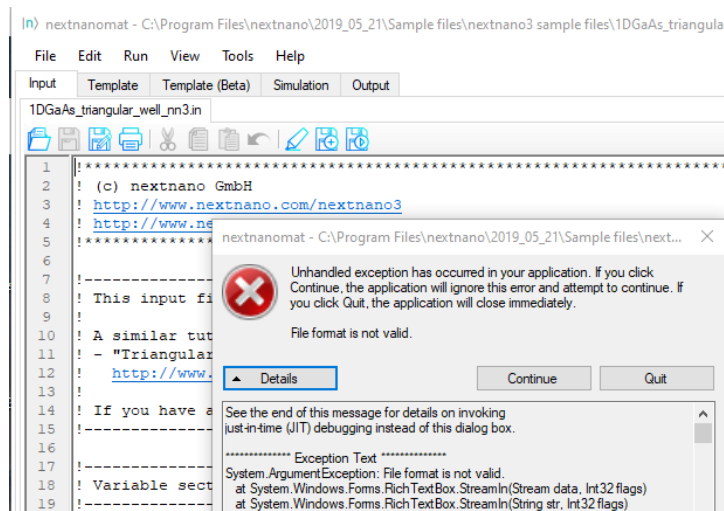 nextnanomat - C:\Program Files\nextnano\2019_05_21\Sample files\nextnano3 sample files\1DGaAs_triangula
File Edit Run View Tools Help
Input Template Template (Beta) Simulation Output
1DGaAs_triangular_well_nn3.in
1 !***********************************************************************
2 ! (c) nextnano GmbH
3 ! http://www.nextnano.com/nextnano3
4 ! http://www.ne
5 !***************
6
7 !---------------
8 ! This input fi
9 !
10 ! A similar tut
11 ! - "Triangular
12 ! http://www.
13 !
14 ! If you have a
15 !---------------
16
17 !---------------
18 ! Variable sect
19 !---------------
nextnanomat - C:\Program Files\nextnano\2019_05_21\Sample files\next...
Unhandled exception has occurred in your application. If you click
Continue, the application will ignore this error and attempt to continue. If
you click Quit, the application will close immediately.
File format is not valid.
Details Continue Quit
See the end of this message for details on invoking
just-in-time (JIT) debugging instead of this dialog box.
************** Exception Text **************
System.ArgumentException: File format is not valid.
at System.Windows.Forms.RichTextBox.StreamIn(Stream data, Int32 flags)
at System.Windows.Forms.RichTextBox.StreamIn(String str, Int32 flags)